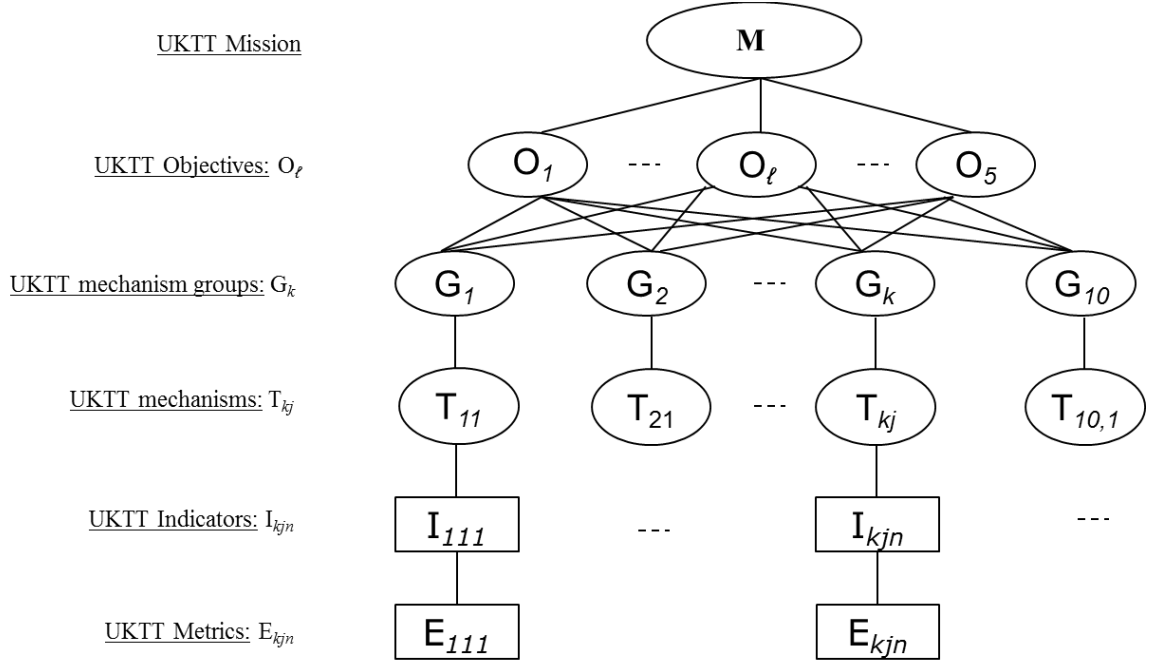 UKTT Mission M
UKTT Objectives: Oℓ O1 --- Oℓ --- O5
UKTT mechanism groups: Gk G1 G2 --- Gk G10
UKTT mechanisms: Tkj T11 T21 --- Tkj T10,1
UKTT Indicators: Ikjn I111 --- Ikjn ---
UKTT Metrics: Ekjn E111 Ekjn